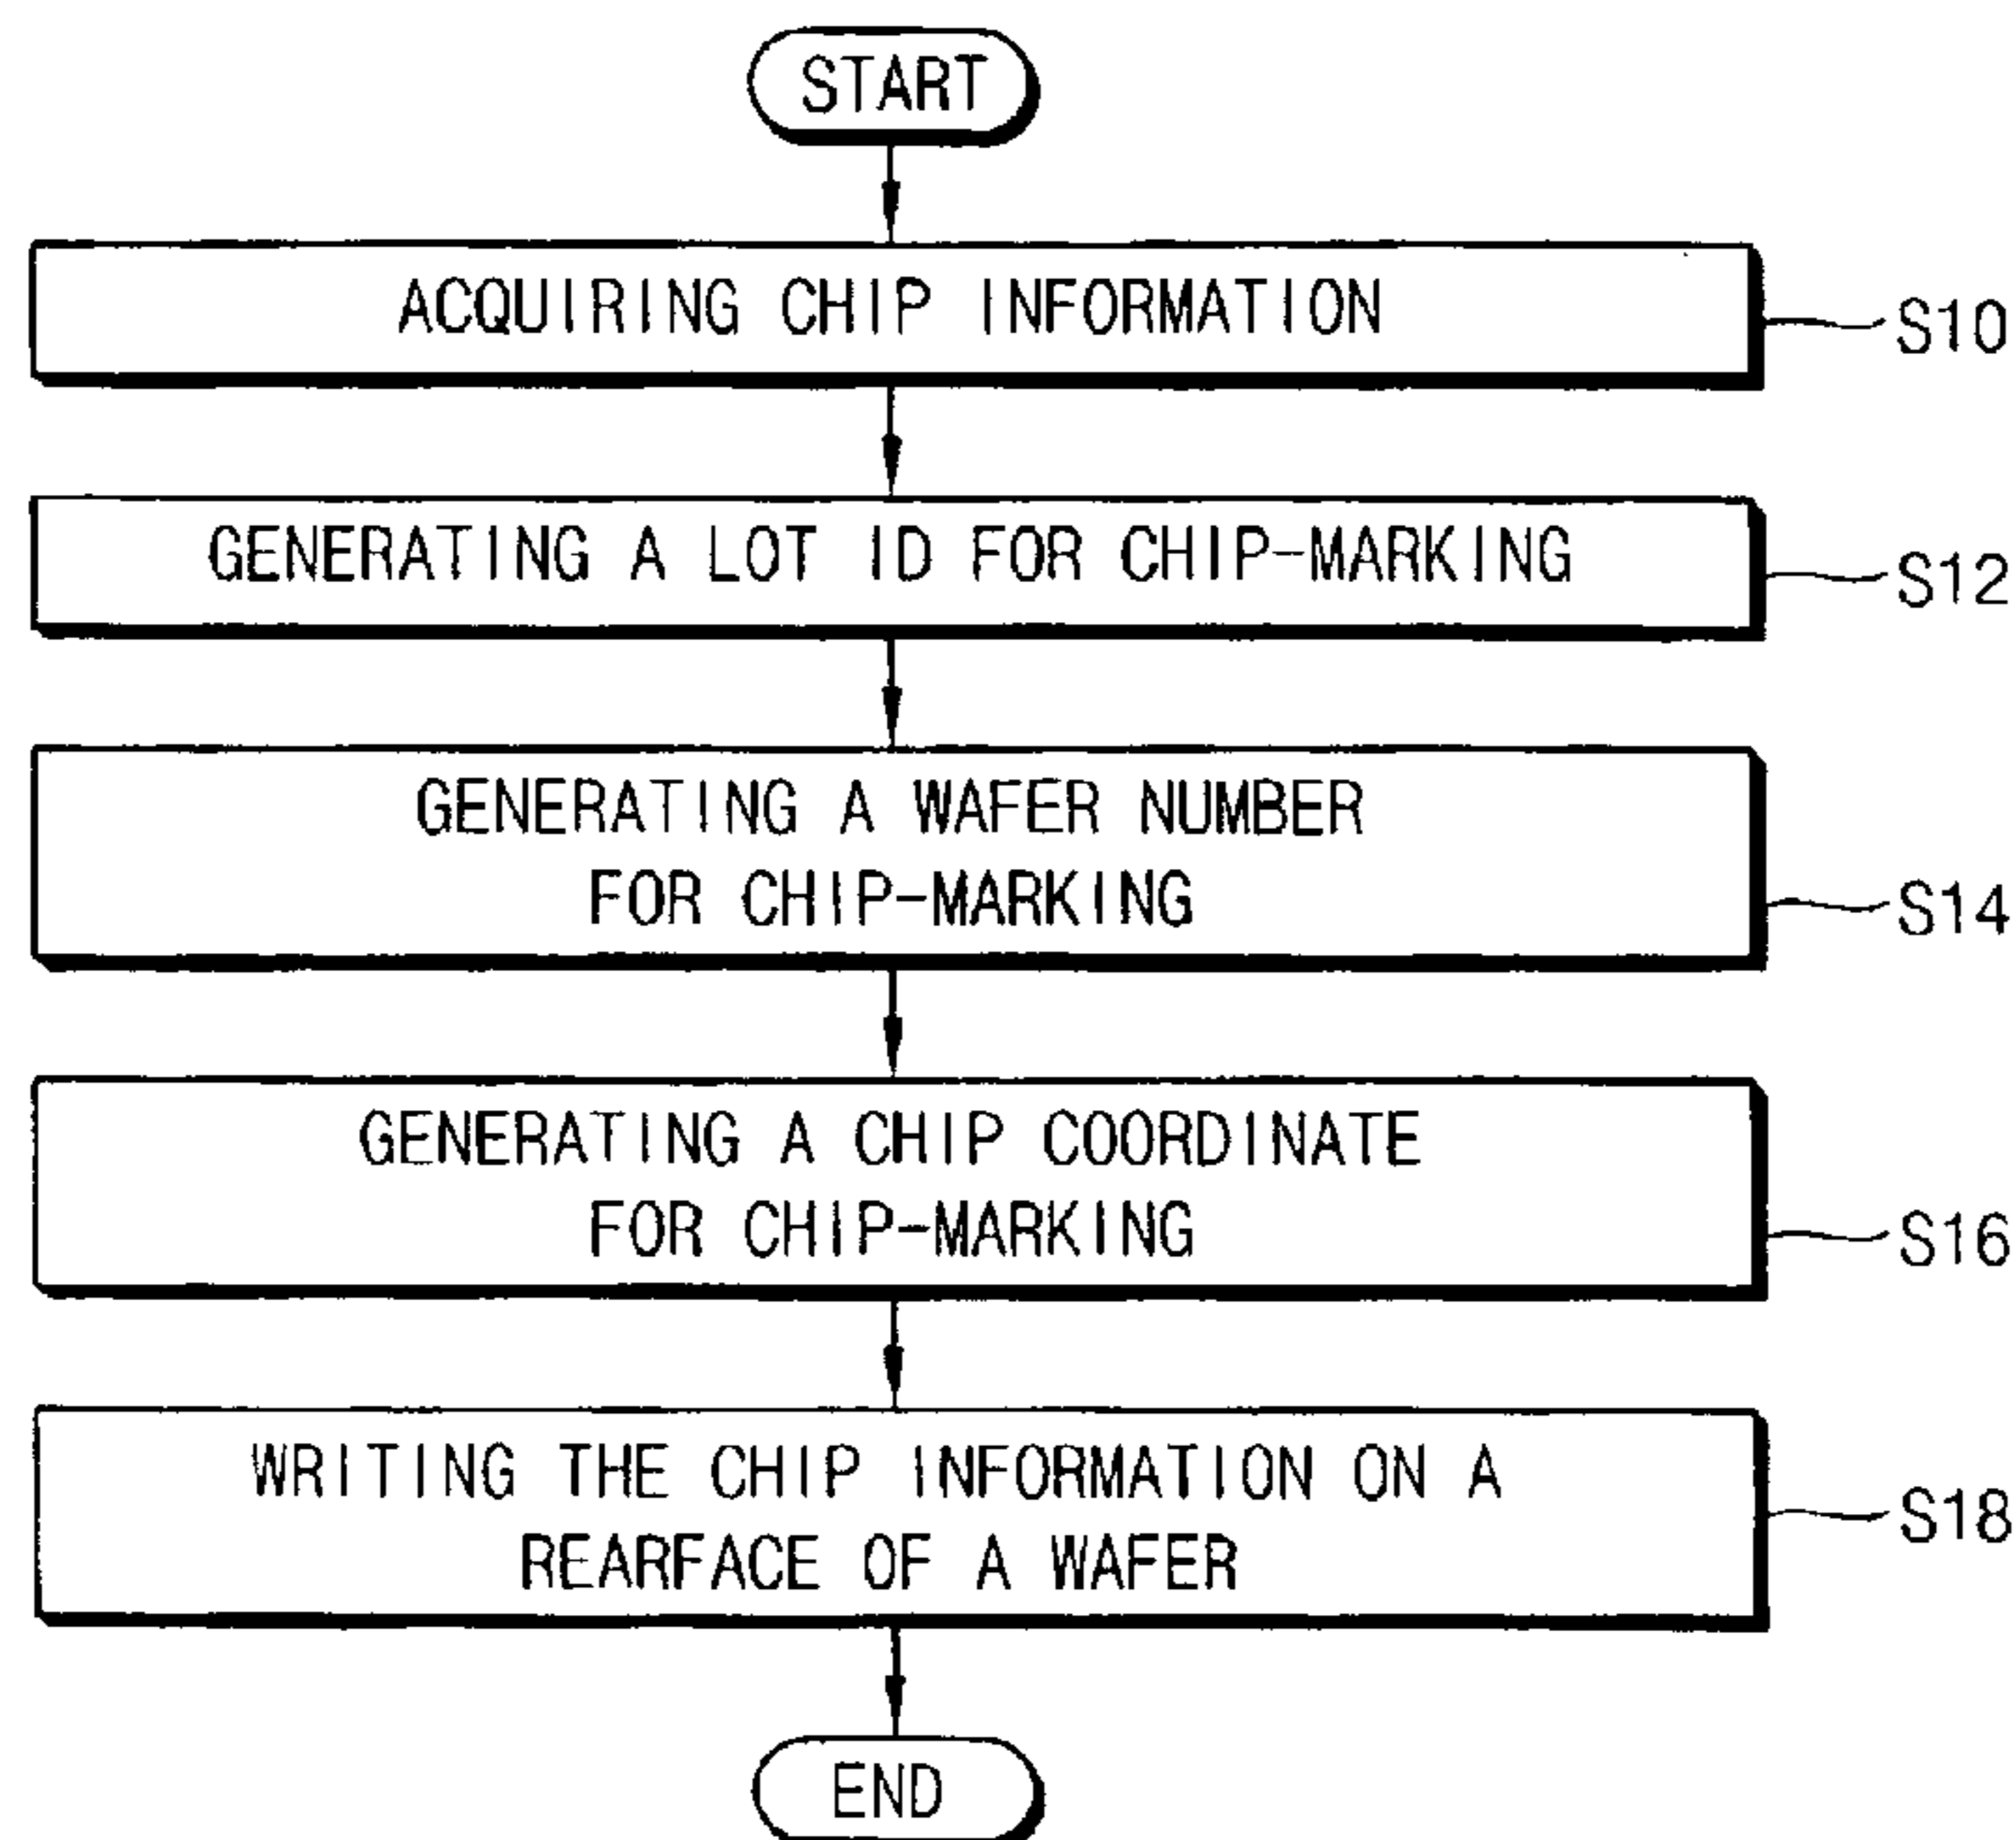 START
ACQUIRING CHIP INFORMATION
S10
GENERATING A LOT ID FOR CHIP-MARKING
S12
GENERATING A WAFER NUMBER
FOR CHIP-MARKING
S14
GENERATING A CHIP COORDINATE
FOR CHIP-MARKING
S16
WRITING THE CHIP INFORMATION ON A
REARFACE OF A WAFER
S18
END